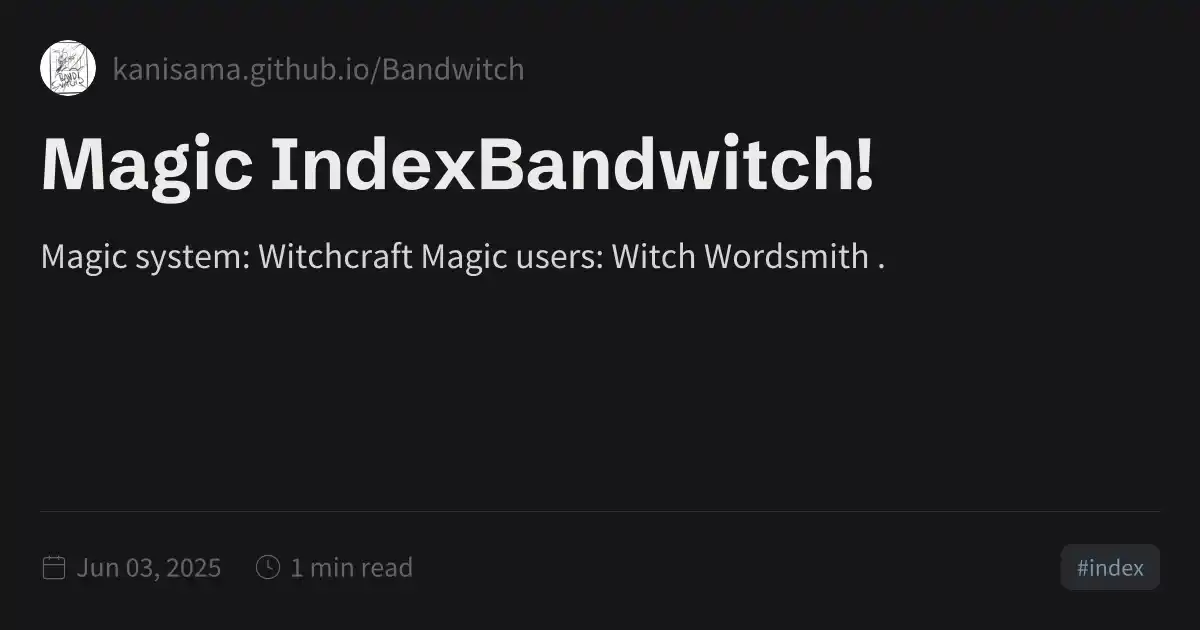 kanisama.github.io/Bandwitch
Magic IndexBandwitch!
Magic system: Witchcraft Magic users: Witch Wordsmith .
Jun 03, 2025
1 min read
#index